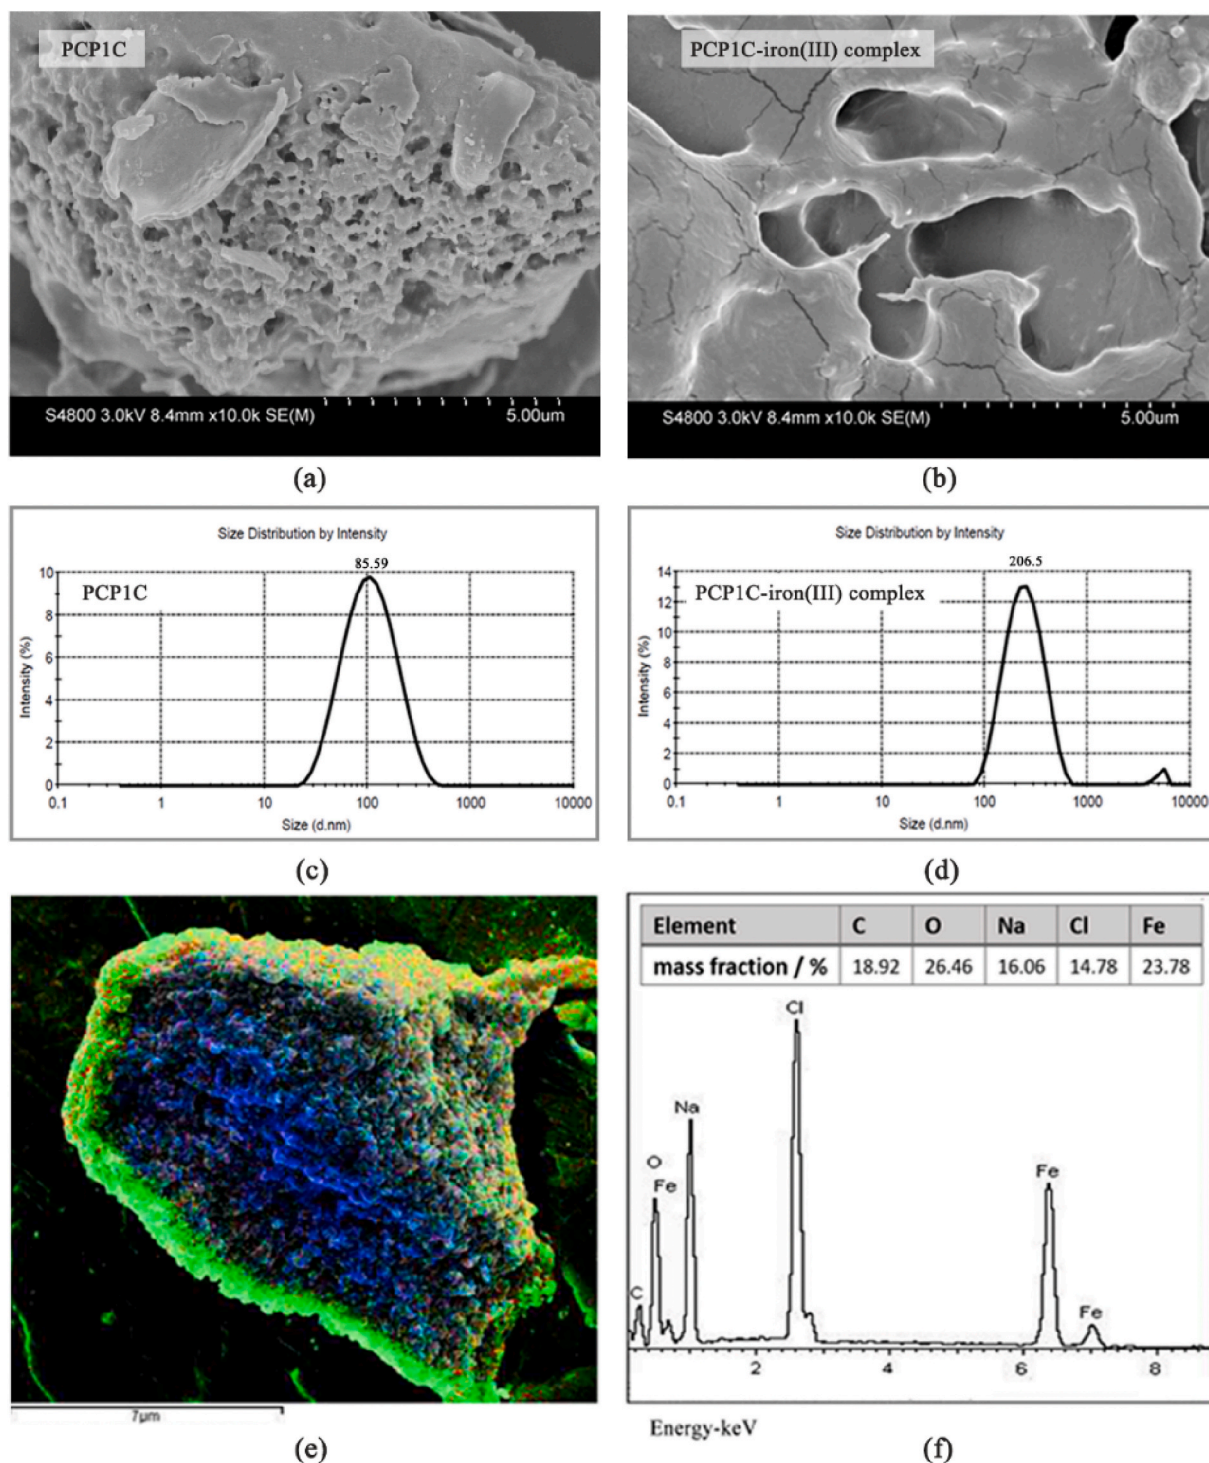 PCP1C
S4800 3.0kV 8.4mm x10.0k SE(M) 5.00um
(a)
PCP1C-iron(III) complex
S4800 3.0kV 8.4mm x10.0k SE(M) 5.00um
(b)
Size Distribution by Intensity
85.59
PCP1C
Intensity (%)
10
8
6
4
2
0
0.1 1 10 100 1000 10000
Size (d.nm)
(c)
Size Distribution by Intensity
206.5
PCP1C-iron(III) complex
Intensity (%)
14
12
10
8
6
4
2
0
0.1 1 10 100 1000 10000
Size (d.nm)
(d)
7μm
(e)
Element C O Na Cl Fe
mass fraction / % 18.92 26.46 16.06 14.78 23.78
Cl
Na
O
Fe
Fe
C
Fe
2 4 6 8
Energy-keV
(f)